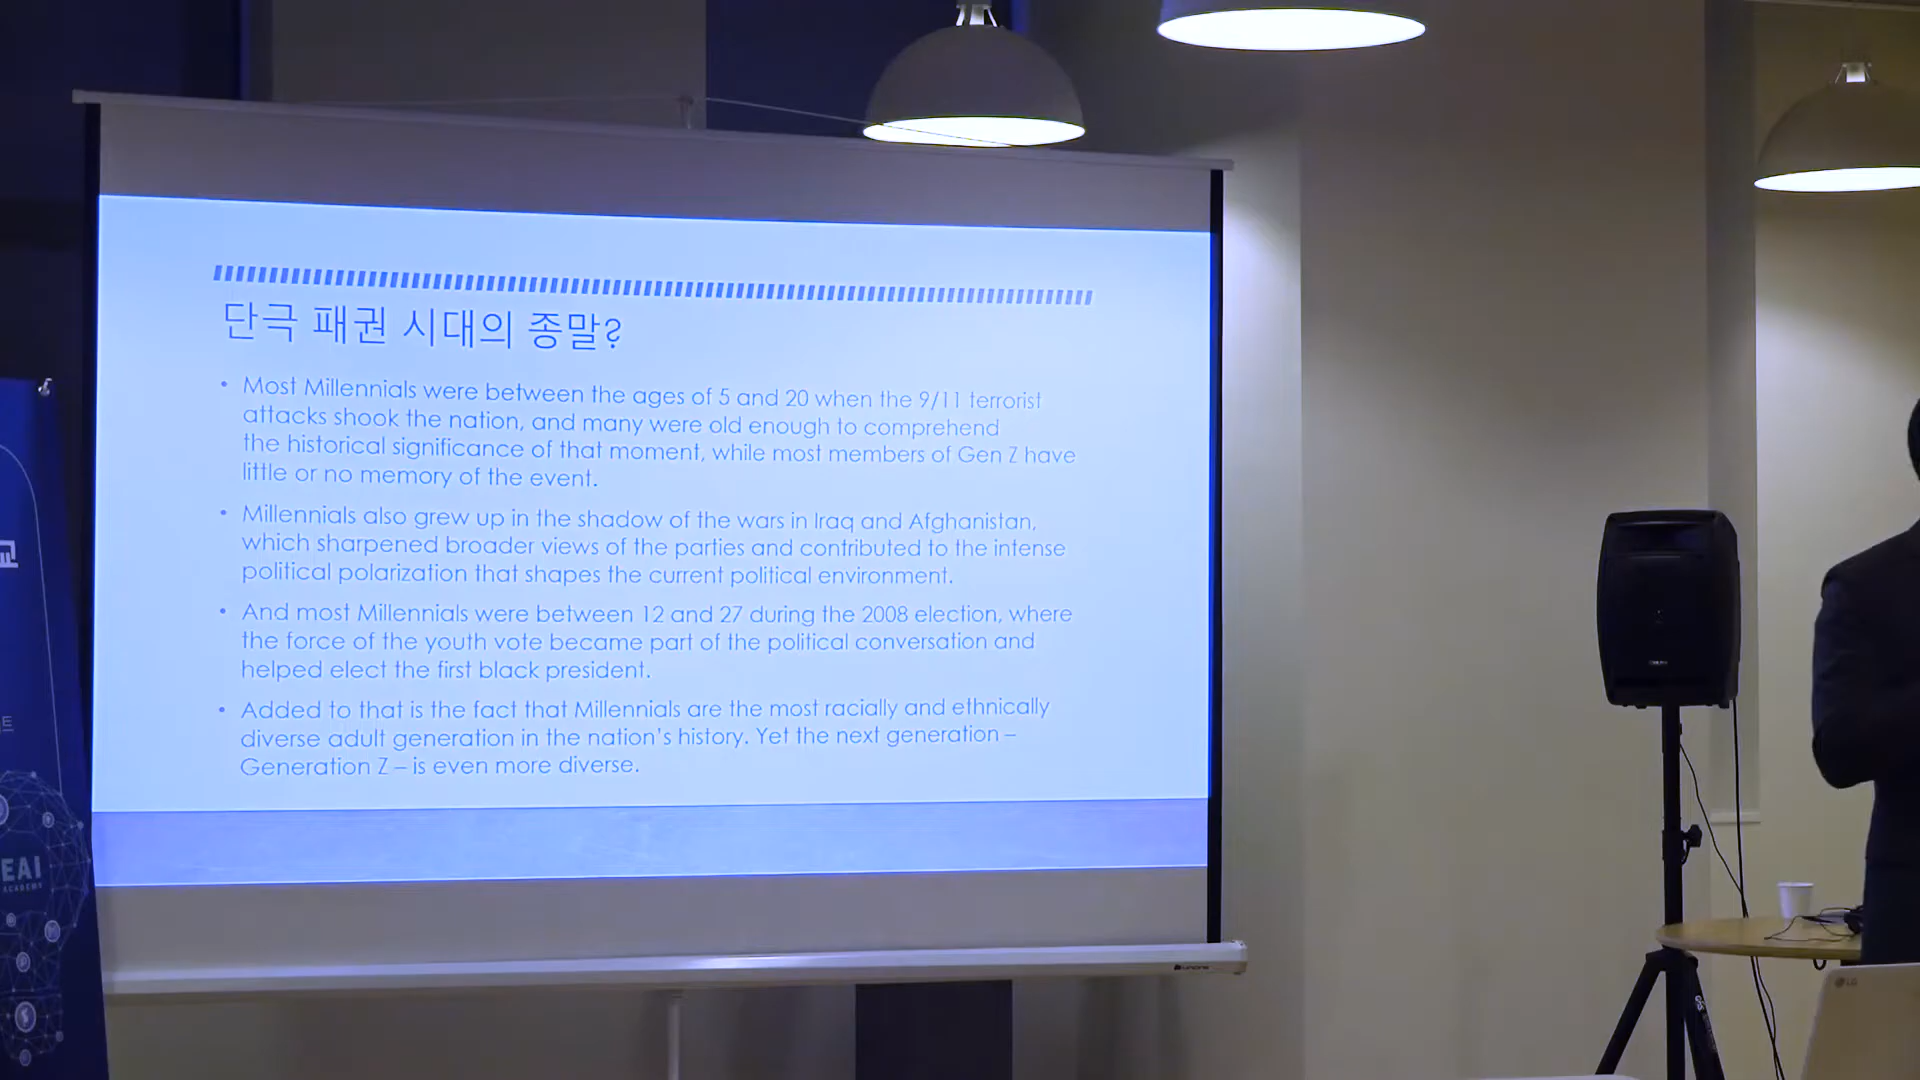 단극 패권 시대의 종말?
• Most Millennials were between the ages of 5 and 20 when the 9/11 terrorist
attacks shook the nation, and many were old enough to comprehend
the historical significance of that moment, while most members of Gen Z have
little or no memory of the event.
• Millennials also grew up in the shadow of the wars in Iraq and Afghanistan,
which sharpened broader views of the parties and contributed to the intense
political polarization that shapes the current political environment.
• And most Millennials were between 12 and 27 during the 2008 election, where
the force of the youth vote became part of the political conversation and
helped elect the first black president.
• Added to that is the fact that Millennials are the most racially and ethnically
diverse adult generation in the nation's history. Yet the next generation –
Generation Z – is even more diverse.
EAI
ACADEMY
LG